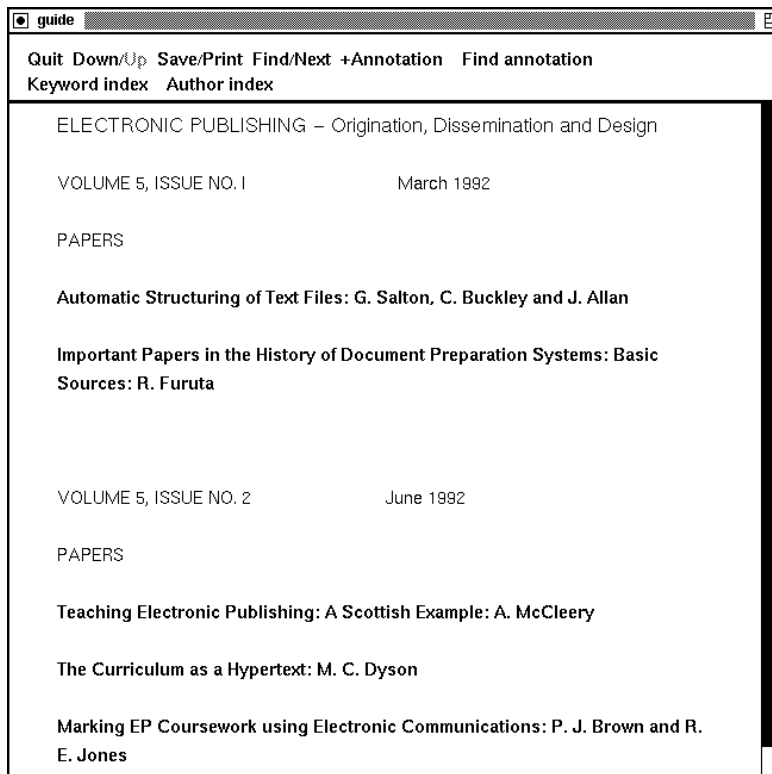 guide
Quit Down/Up Save/Print Find/Next +Annotation Find annotation
Keyword index Author index
ELECTRONIC PUBLISHING – Origination, Dissemination and Design
VOLUME 5, ISSUE NO. I March 1992
PAPERS
Automatic Structuring of Text Files: G. Salton, C. Buckley and J. Allan
Important Papers in the History of Document Preparation Systems: Basic
Sources: R. Furuta
VOLUME 5, ISSUE NO. 2 June 1992
PAPERS
Teaching Electronic Publishing: A Scottish Example: A. McCleery
The Curriculum as a Hypertext: M. C. Dyson
Marking EP Coursework using Electronic Communications: P. J. Brown and R.
E. Jones